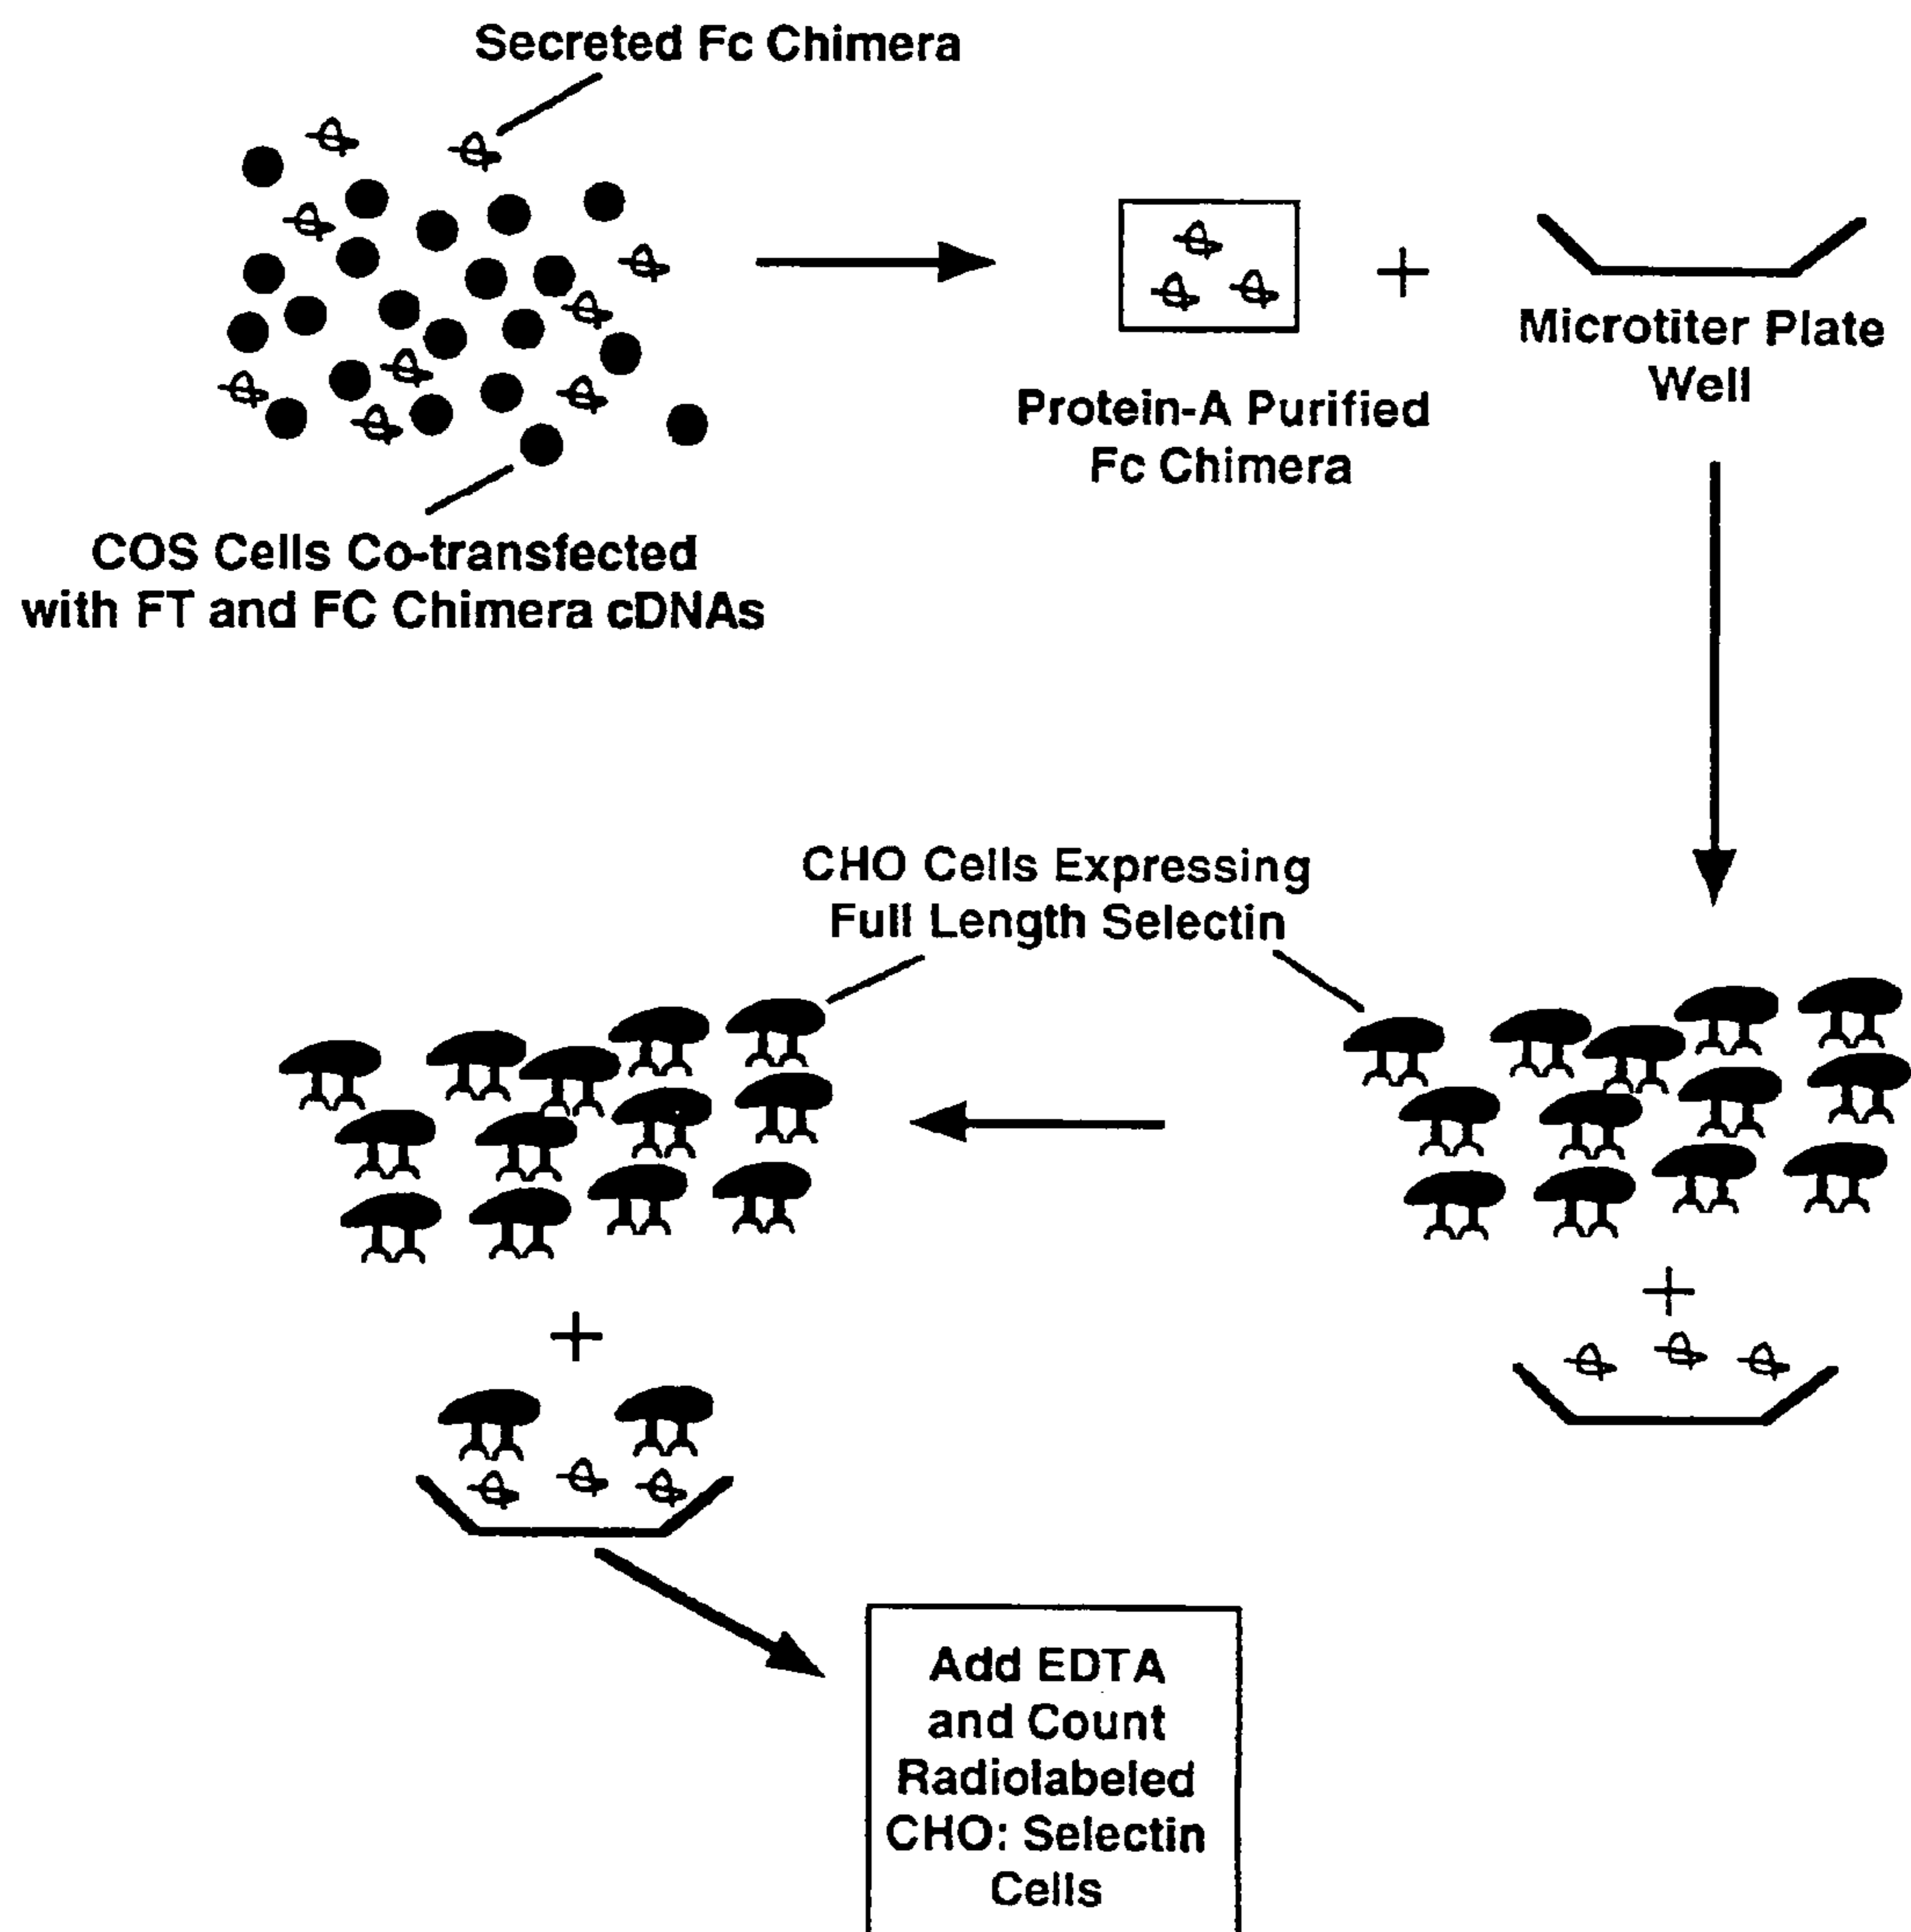 Secreted Fc Chimera
COS Cells Co-transfected
with FT and FC Chimera cDNAs
Protein-A Purified
Fc Chimera
+
Microtiter Plate
Well
CHO Cells Expressing
Full Length Selectin
+
+
Add EDTA
and Count
Radiolabeled
CHO: Selectin
Cells